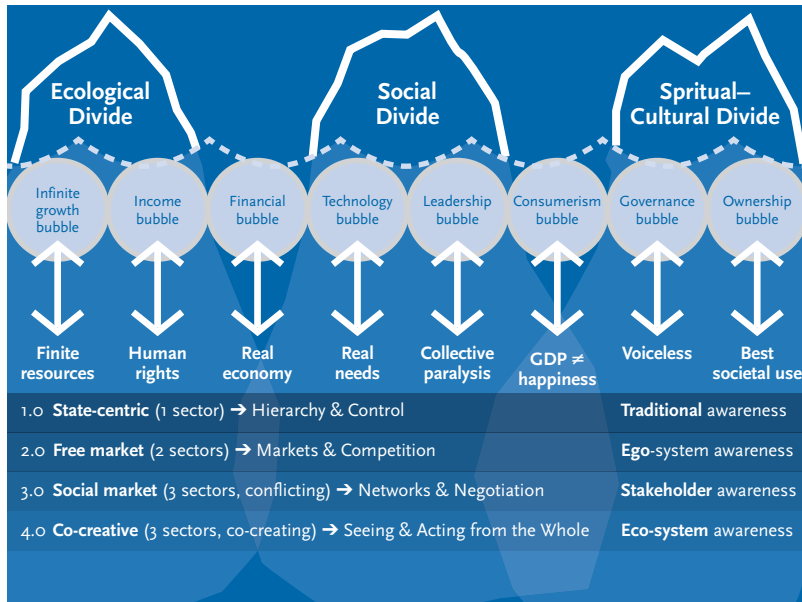 Ecological
Divide
Social
Divide
Spritual–
Cultural Divide
Infinite
growth
bubble
Income
bubble
Financial
bubble
Technology
bubble
Leadership
bubble
Consumerism
bubble
Governance
bubble
Ownership
bubble
Finite
resources
Human
rights
Real
economy
Real
needs
Collective
paralysis
GDP ≠
happiness
Voiceless
Best
societal use
1.0 State-centric (1 sector) ➔ Hierarchy & Control Traditional awareness
2.0 Free market (2 sectors) ➔ Markets & Competition Ego-system awareness
3.0 Social market (3 sectors, conflicting) ➔ Networks & Negotiation Stakeholder awareness
4.0 Co-creative (3 sectors, co-creating) ➔ Seeing & Acting from the Whole Eco-system awareness